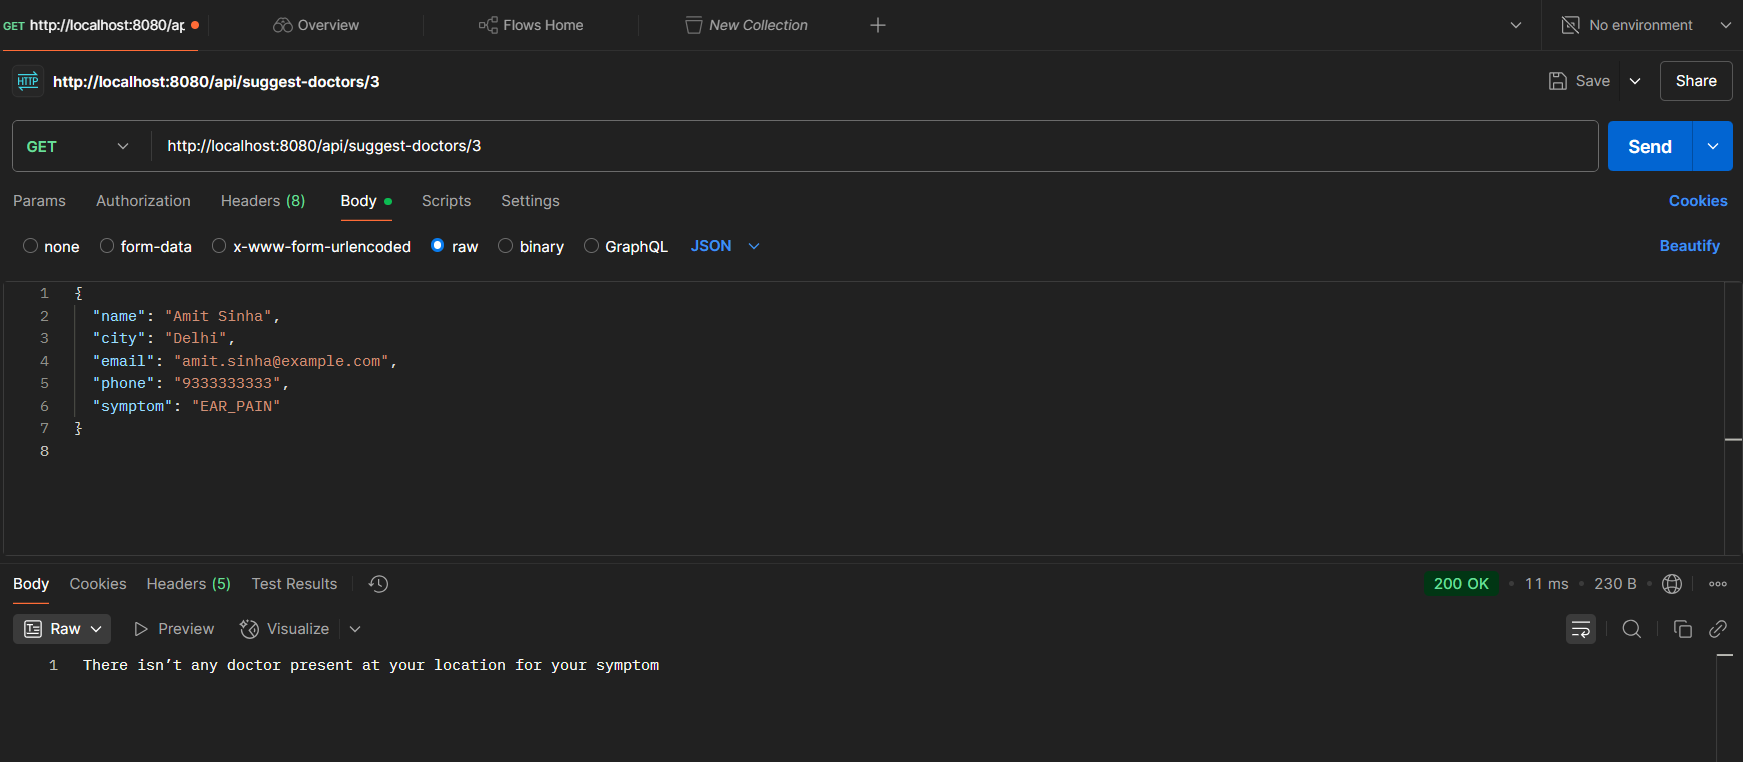 GET http://localhost:8080/ap Overview Flows Home New Collection No environment
HTTP http://localhost:8080/api/suggest-doctors/3 Save Share
GET http://localhost:8080/api/suggest-doctors/3 Send
Params Authorization Headers (8) Body Scripts Settings Cookies
none form-data x-www-form-urlencoded raw binary GraphQL JSON Beautify
1 {
2 "name": "Amit Sinha",
3 "city": "Delhi",
4 "email": "amit.sinha@example.com",
5 "phone": "9333333333",
6 "symptom": "EAR_PAIN"
7 }
8
Body Cookies Headers (5) Test Results 200 OK 11 ms 230 B
Raw Preview Visualize
1 There isn’t any doctor present at your location for your symptom